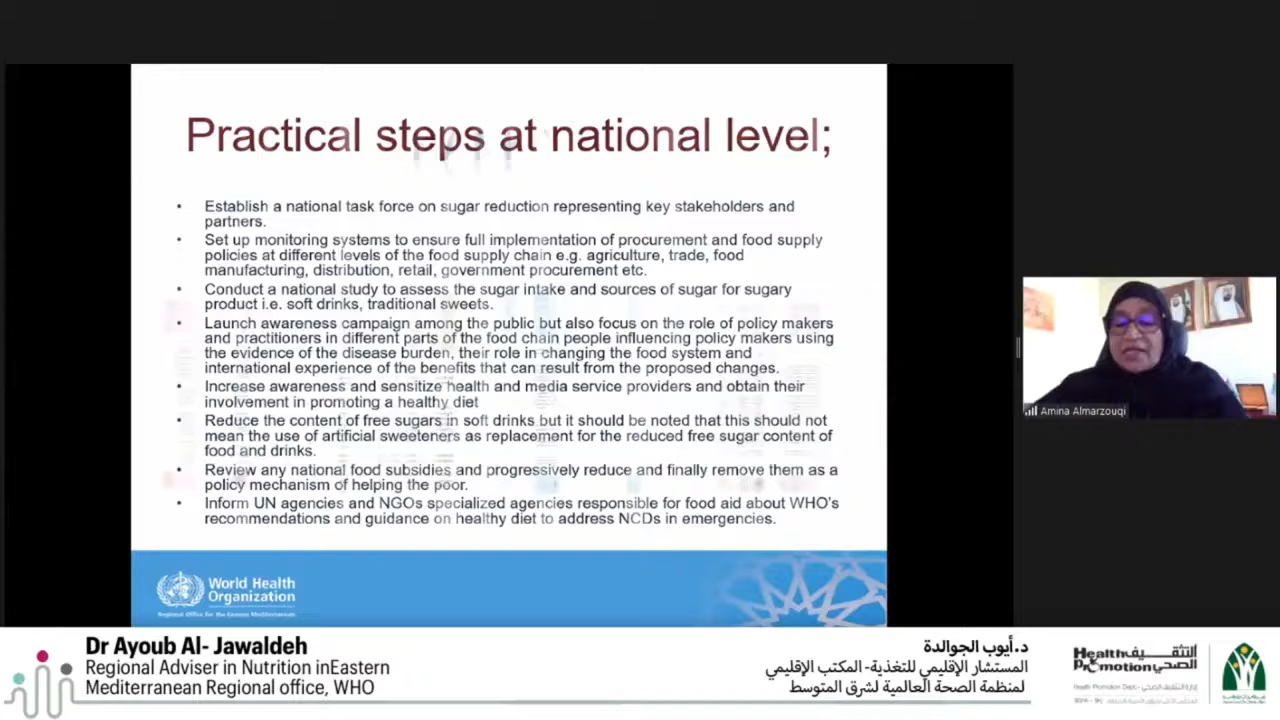 Practical steps at national level;
• Establish a national task force on sugar reduction representing key stakeholders and
partners.
• Set up monitoring systems to ensure full implementation of procurement and food supply
policies at different levels of the food supply chain e.g. agriculture, trade, food
manufacturing, distribution, retail, government procurement etc.
• Conduct a national study to assess the sugar intake and sources of sugar for sugary
product i.e. soft drinks, traditional sweets.
• Launch awareness campaign among the public but also focus on the role of policy makers
and practitioners in different parts of the food chain people influencing policy makers using
the evidence of the disease burden, their role in changing the food system and
international experience of the benefits that can result from the proposed changes.
• Increase awareness and sensitize health and media service providers and obtain their
involvement in promoting a healthy diet
• Reduce the content of free sugars in soft drinks but it should be noted that this should not
mean the use of artificial sweeteners as replacement for the reduced free sugar content of
food and drinks.
• Review any national food subsidies and progressively reduce and finally remove them as a
policy mechanism of helping the poor.
• Inform UN agencies and NGOs specialized agencies responsible for food aid about WHO's
recommendations and guidance on healthy diet to address NCDs in emergencies.
World Health
Organization
Regional Office for the Eastern Mediterranean
Amina Almarzouqi
Dr Ayoub Al- Jawaldeh
Regional Adviser in Nutrition inEastern
Mediterranean Regional office, WHO
د.أيوب الجوالدة
المستشار الإقليمي للتغذية- المكتب الإقليمي
لمنظمة الصحة العالمية لشرق المتوسط
Health التثقيف
Promotion الصحي